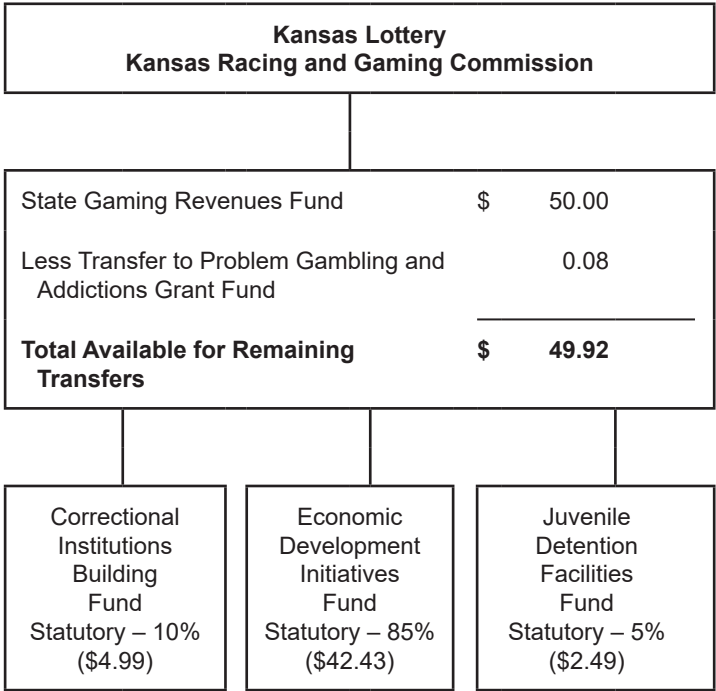 Kansas Lottery
Kansas Racing and Gaming Commission
State Gaming Revenues Fund $ 50.00
Less Transfer to Problem Gambling and 0.08
Addictions Grant Fund
Total Available for Remaining $ 49.92
Transfers
Correctional
Institutions
Building
Fund
Statutory – 10%
($4.99)
Economic
Development
Initiatives
Fund
Statutory – 85%
($42.43)
Juvenile
Detention
Facilities
Fund
Statutory – 5%
($2.49)